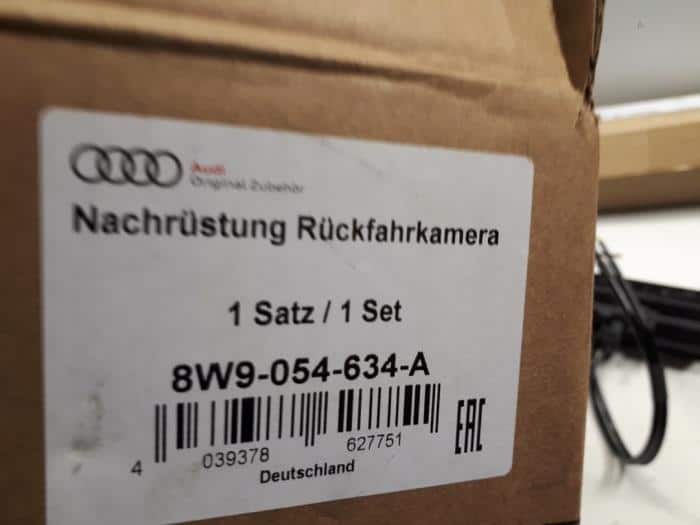 Audi
Original Zubehör
Nachrüstung Rückfahrkamera
1 Satz / 1 Set
8W9-054-634-A
4 039378 627751
EAC
Deutschland